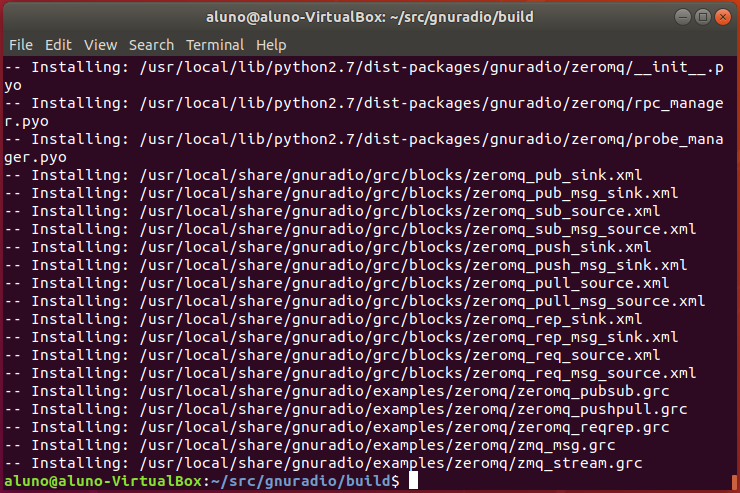 aluno@aluno-VirtualBox: ~/src/gnuradio/build
File Edit View Search Terminal Help
-- Installing: /usr/local/lib/python2.7/dist-packages/gnuradio/zeromq/__init__.p
yo
-- Installing: /usr/local/lib/python2.7/dist-packages/gnuradio/zeromq/rpc_manage
r.pyo
-- Installing: /usr/local/lib/python2.7/dist-packages/gnuradio/zeromq/probe_mana
ger.pyo
-- Installing: /usr/local/share/gnuradio/grc/blocks/zeromq_pub_sink.xml
-- Installing: /usr/local/share/gnuradio/grc/blocks/zeromq_pub_msg_sink.xml
-- Installing: /usr/local/share/gnuradio/grc/blocks/zeromq_sub_source.xml
-- Installing: /usr/local/share/gnuradio/grc/blocks/zeromq_sub_msg_source.xml
-- Installing: /usr/local/share/gnuradio/grc/blocks/zeromq_push_sink.xml
-- Installing: /usr/local/share/gnuradio/grc/blocks/zeromq_push_msg_sink.xml
-- Installing: /usr/local/share/gnuradio/grc/blocks/zeromq_pull_source.xml
-- Installing: /usr/local/share/gnuradio/grc/blocks/zeromq_pull_msg_source.xml
-- Installing: /usr/local/share/gnuradio/grc/blocks/zeromq_rep_sink.xml
-- Installing: /usr/local/share/gnuradio/grc/blocks/zeromq_rep_msg_sink.xml
-- Installing: /usr/local/share/gnuradio/grc/blocks/zeromq_req_source.xml
-- Installing: /usr/local/share/gnuradio/grc/blocks/zeromq_req_msg_source.xml
-- Installing: /usr/local/share/gnuradio/examples/zeromq/zeromq_pubsub.grc
-- Installing: /usr/local/share/gnuradio/examples/zeromq/zeromq_pushpull.grc
-- Installing: /usr/local/share/gnuradio/examples/zeromq/zeromq_reqrep.grc
-- Installing: /usr/local/share/gnuradio/examples/zeromq/zmq_msg.grc
-- Installing: /usr/local/share/gnuradio/examples/zeromq/zmq_stream.grc
aluno@aluno-VirtualBox:~/src/gnuradio/build$